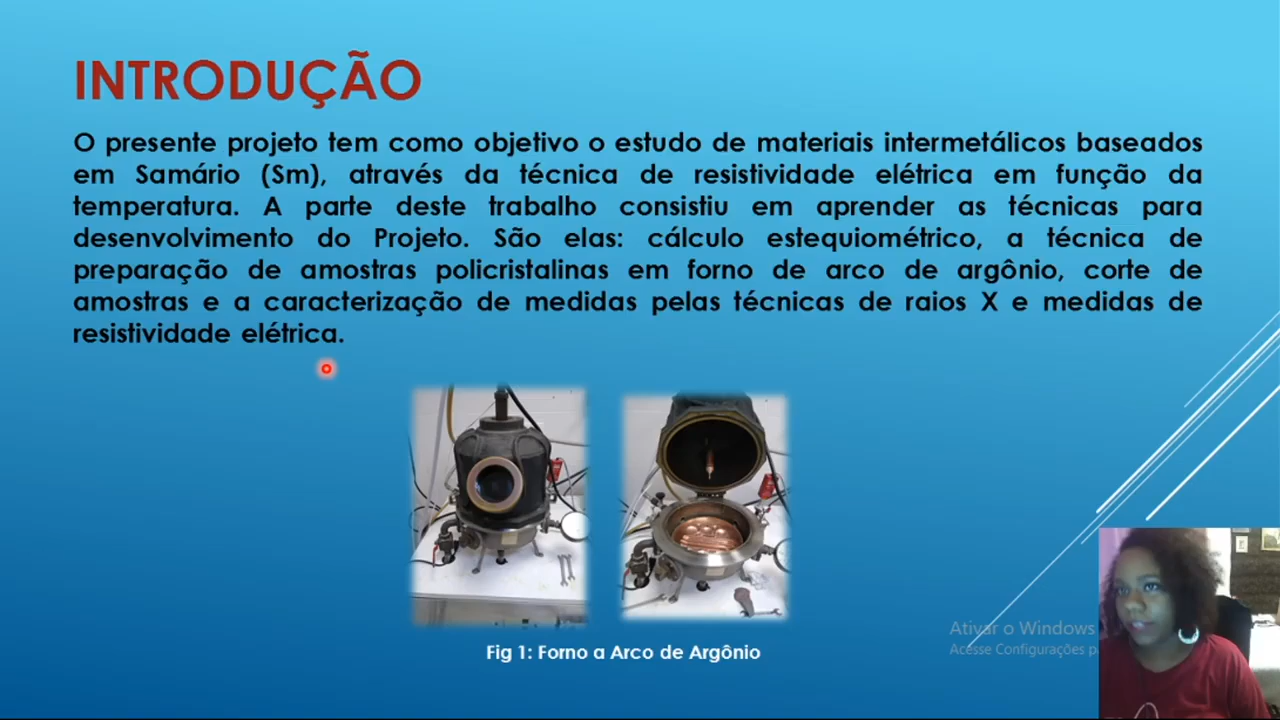 INTRODUÇÃO
O presente projeto tem como objetivo o estudo de materiais intermetálicos baseados
em Samário (Sm), através da técnica de resistividade elétrica em função da
temperatura. A parte deste trabalho consistiu em aprender as técnicas para
desenvolvimento do Projeto. São elas: cálculo estequiométrico, a técnica de
preparação de amostras policristalinas em forno de arco de argônio, corte de
amostras e a caracterização de medidas pelas técnicas de raios X e medidas de
resistividade elétrica.
Fig 1: Forno a Arco de Argônio
Ativar o Windows
Acesse Configurações p